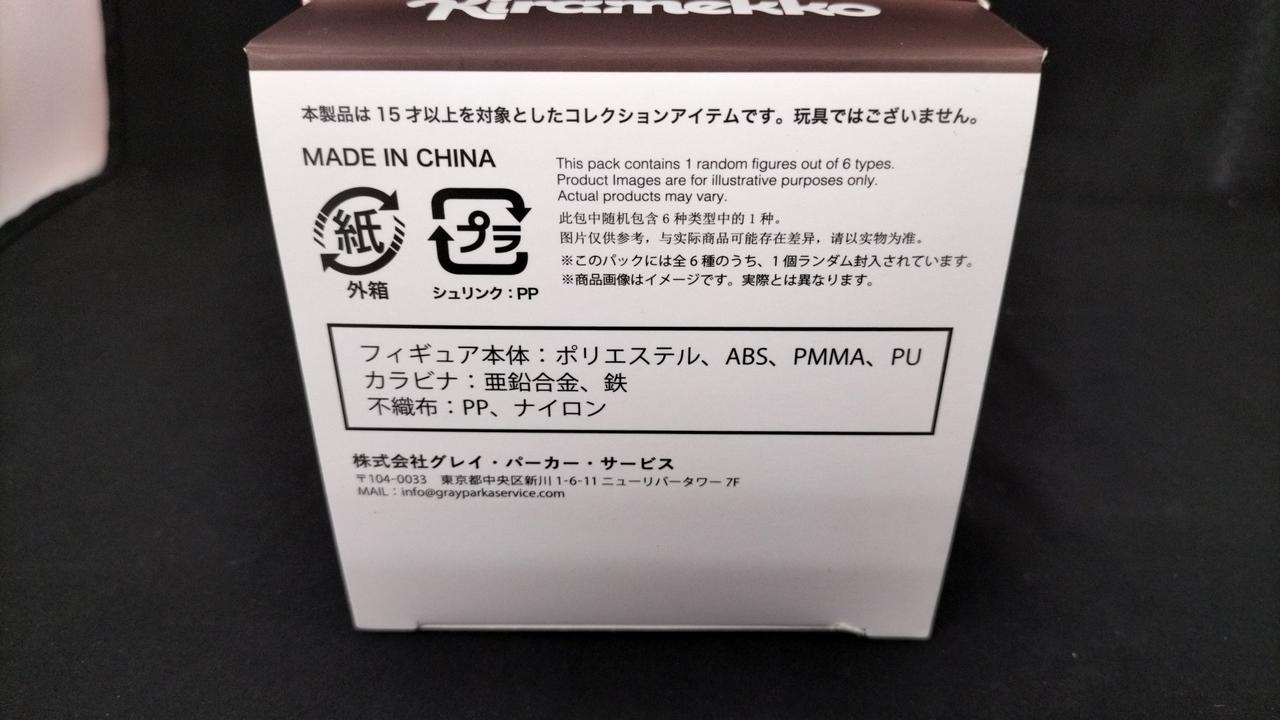 Kiramekko
本製品は15才以上を対象としたコレクションアイテムです。玩具ではございません。
MADE IN CHINA
紙
外箱
プラ
シュリンク：PP
This pack contains 1 random figures out of 6 types.
Product Images are for illustrative purposes only.
Actual products may vary.
此包中随机包含 6 种类型中的 1 种。
图片仅供参考，与实际商品可能存在差异，请以实物为准。
※このパックには全6種のうち、1個ランダム封入されています。
※商品画像はイメージです。実際とは異なります。
フィギュア本体：ポリエステル、ABS、PMMA、PU
カラビナ：亜鉛合金、鉄
不織布：PP、ナイロン
株式会社グレイ・パーカー・サービス
〒104-0033　東京都中央区新川1-6-11 ニューリバータワー 7F
MAIL：info@grayparkaservice.com